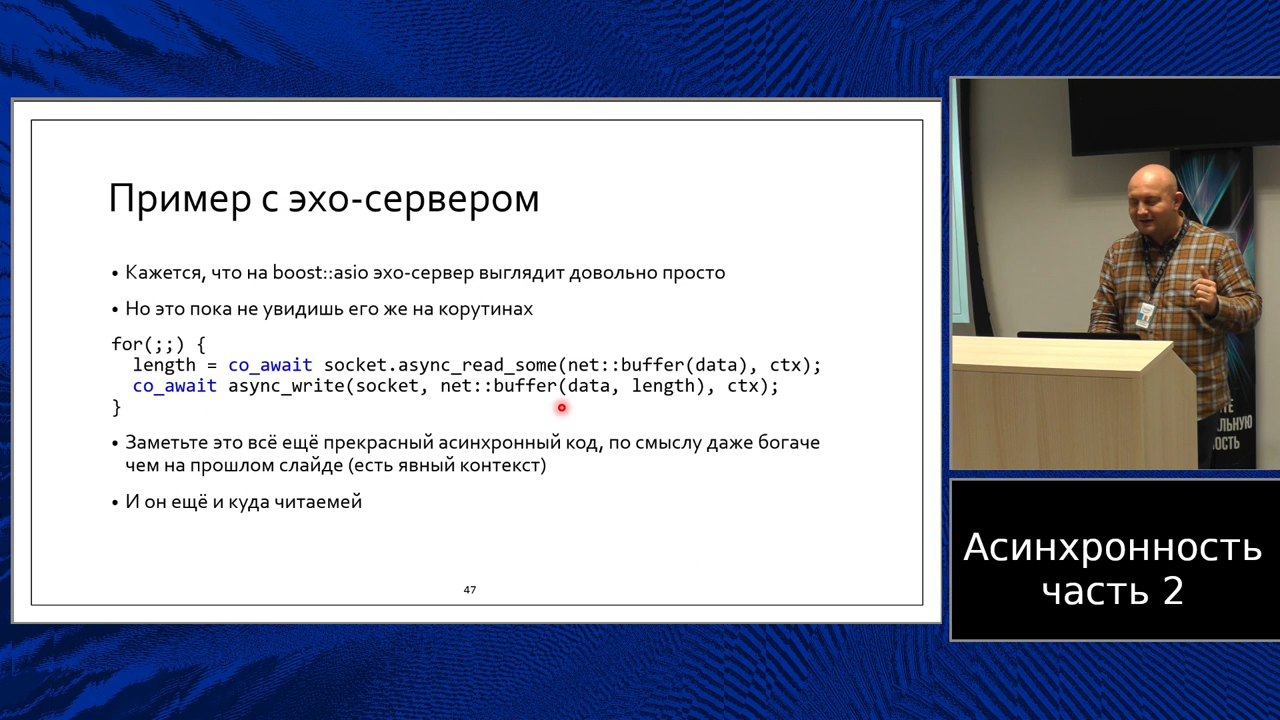 Пример с эхо-сервером
• Кажется, что на boost::asio эхо-сервер выглядит довольно просто
• Но это пока не увидишь его же на корутинах
for(;;) {
  length = co_await socket.async_read_some(net::buffer(data), ctx);
  co_await async_write(socket, net::buffer(data, length), ctx);
}
• Заметьте это всё ещё прекрасный асинхронный код, по смыслу даже богаче
чем на прошлом слайде (есть явный контекст)
• И он ещё и куда читаемей
47
Асинхронность
часть 2